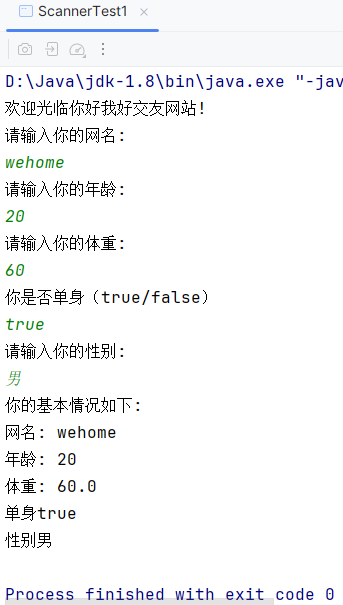 ScannerTest1
D:\Java\jdk-1.8\bin\java.exe "-jav
欢迎光临你好我好交友网站!
请输入你的网名:
wehome
请输入你的年龄:
20
请输入你的体重:
60
你是否单身（true/false）
true
请输入你的性别:
男
你的基本情况如下:
网名: wehome
年龄: 20
体重: 60.0
单身true
性别男
Process finished with exit code 0